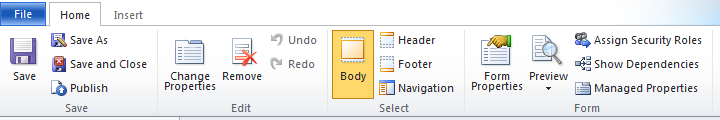 File Home Insert
Save
Save As
Save and Close
Publish
Save
Change Properties
Remove
Undo
Redo
Edit
Body
Header
Footer
Navigation
Select
Form Properties
Preview
Assign Security Roles
Show Dependencies
Managed Properties
Form